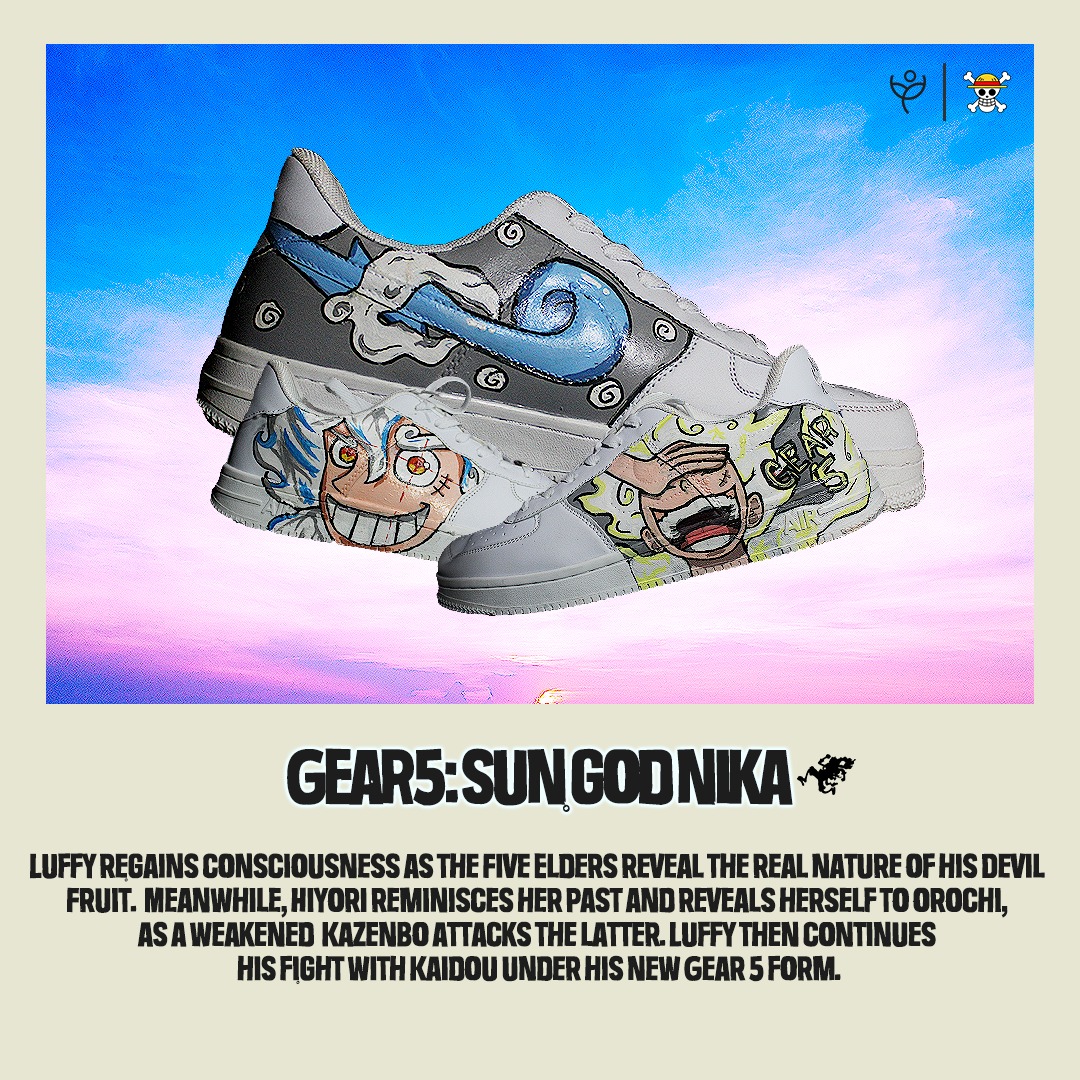 GEAR
5
AIR
AIR
GEAR5: SUN GOD NIKA
LUFFY REGAINS CONSCIOUSNESS AS THE FIVE ELDERS REVEAL THE REAL NATURE OF HIS DEVIL
FRUIT. MEANWHILE, HIYORI REMINISCES HER PAST AND REVEALS HERSELF TO OROCHI,
AS A WEAKENED KAZENBO ATTACKS THE LATTER. LUFFY THEN CONTINUES
HIS FIGHT WITH KAIDOU UNDER HIS NEW GEAR 5 FORM.